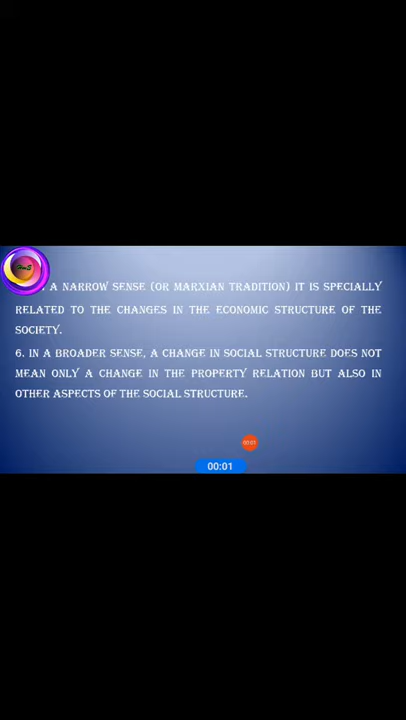 A NARROW SENSE (OR MARXIAN TRADITION) IT IS SPECIALLY
RELATED TO THE CHANGES IN THE ECONOMIC STRUCTURE OF THE
SOCIETY.
6. IN A BROADER SENSE, A CHANGE IN SOCIAL STRUCTURE DOES NOT
MEAN ONLY A CHANGE IN THE PROPERTY RELATION BUT ALSO IN
OTHER ASPECTS OF THE SOCIAL STRUCTURE.
00:01
00:01